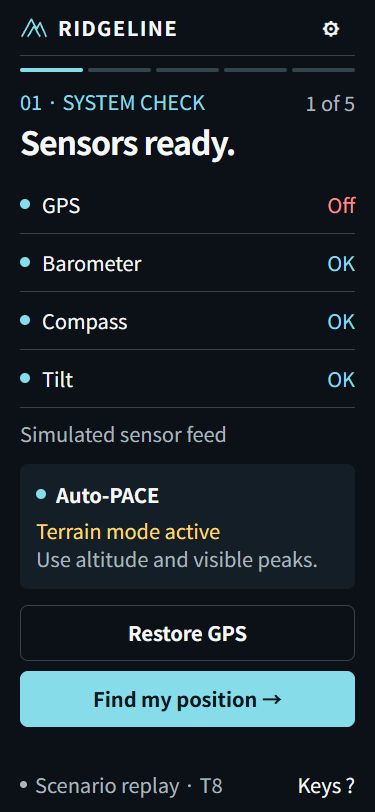 RIDGELINE
01 · SYSTEM CHECK 1 of 5
Sensors ready.
GPS Off
Barometer OK
Compass OK
Tilt OK
Simulated sensor feed
Auto-PACE
Terrain mode active
Use altitude and visible peaks.
Restore GPS
Find my position →
Scenario replay · T8 Keys ?